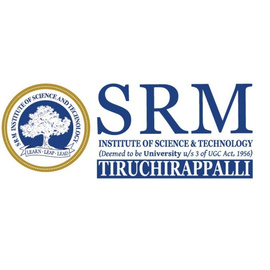 SRM INSTITUTE OF SCIENCE AND TECHNOLOGY
LEARN · LEAP · LEAD
SRM
INSTITUTE OF SCIENCE & TECHNOLOGY
(Deemed to be University u/s 3 of UGC Act, 1956)
TIRUCHIRAPPALLI